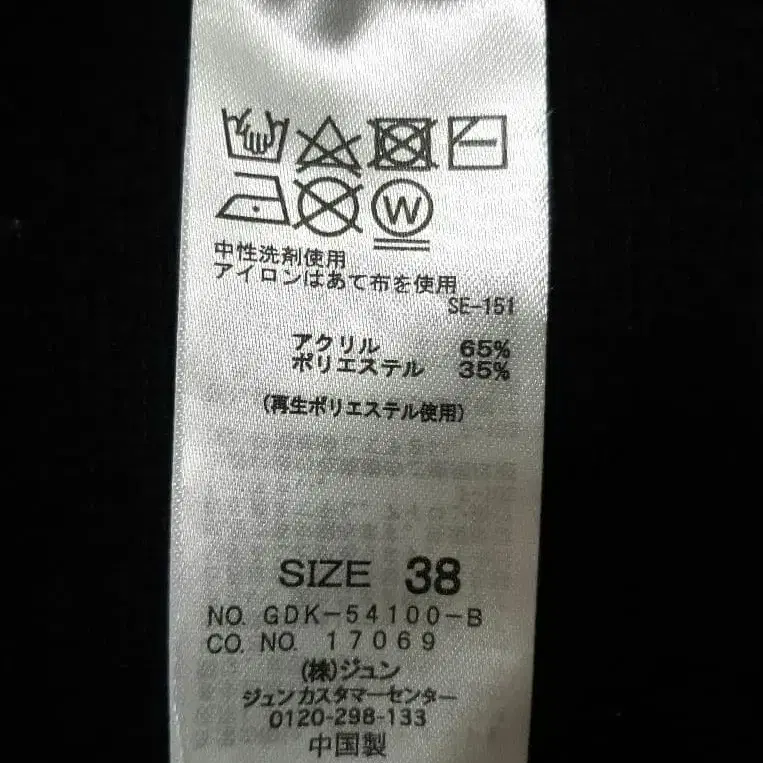 W
中性洗剤使用
アイロンはあて布を使用
SE-151
アクリル 65%
ポリエステル 35%
(再生ポリエステル使用)
SIZE 38
NO. GDK-54100-B
CO. NO. 17069
(株)ジュン
ジュンカスタマーセンター
0120-298-133
中国製